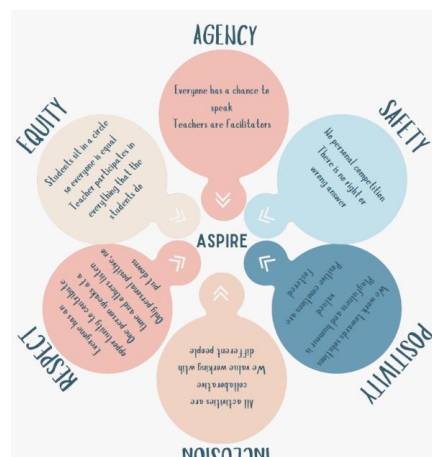 AGENCY
Everyone has a chance to
speak
Teachers are Facilitators
SAFETY
No personal competition
There is no right or
wrong answer
POSITIVITY
We work towards solutions
Playfulness and humour is
valued
Positive emotions are
fostered
INCLUSION
All activities are
collaborative
We value working with
different people
RESPECT
Everyone has an
opportunity to contribute
One person speaks at a
time and others listen
Only personal positive, no
put downs
EQUITY
Students sit in a circle
so everyone is equal
Teacher participates in
everything that the
students do
ASPIRE